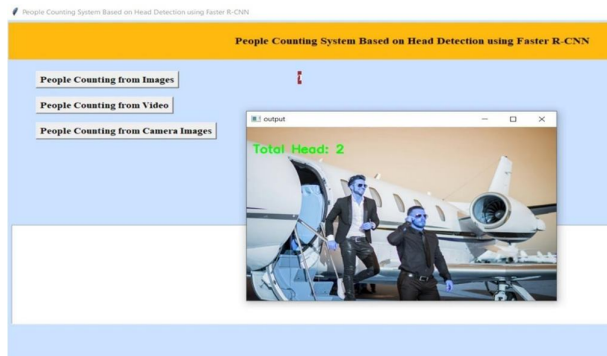 People Counting System Based on Head Detection using Faster R-CNN
People Counting System Based on Head Detection using Faster R-CNN
People Counting from Images
People Counting from Video
People Counting from Camera Images
output
Total Head: 2